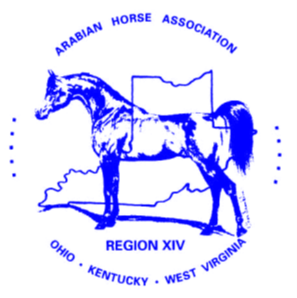 ARABIAN HORSE ASSOCIATION
REGION XIV
OHIO · KENTUCKY · WEST VIRGINIA